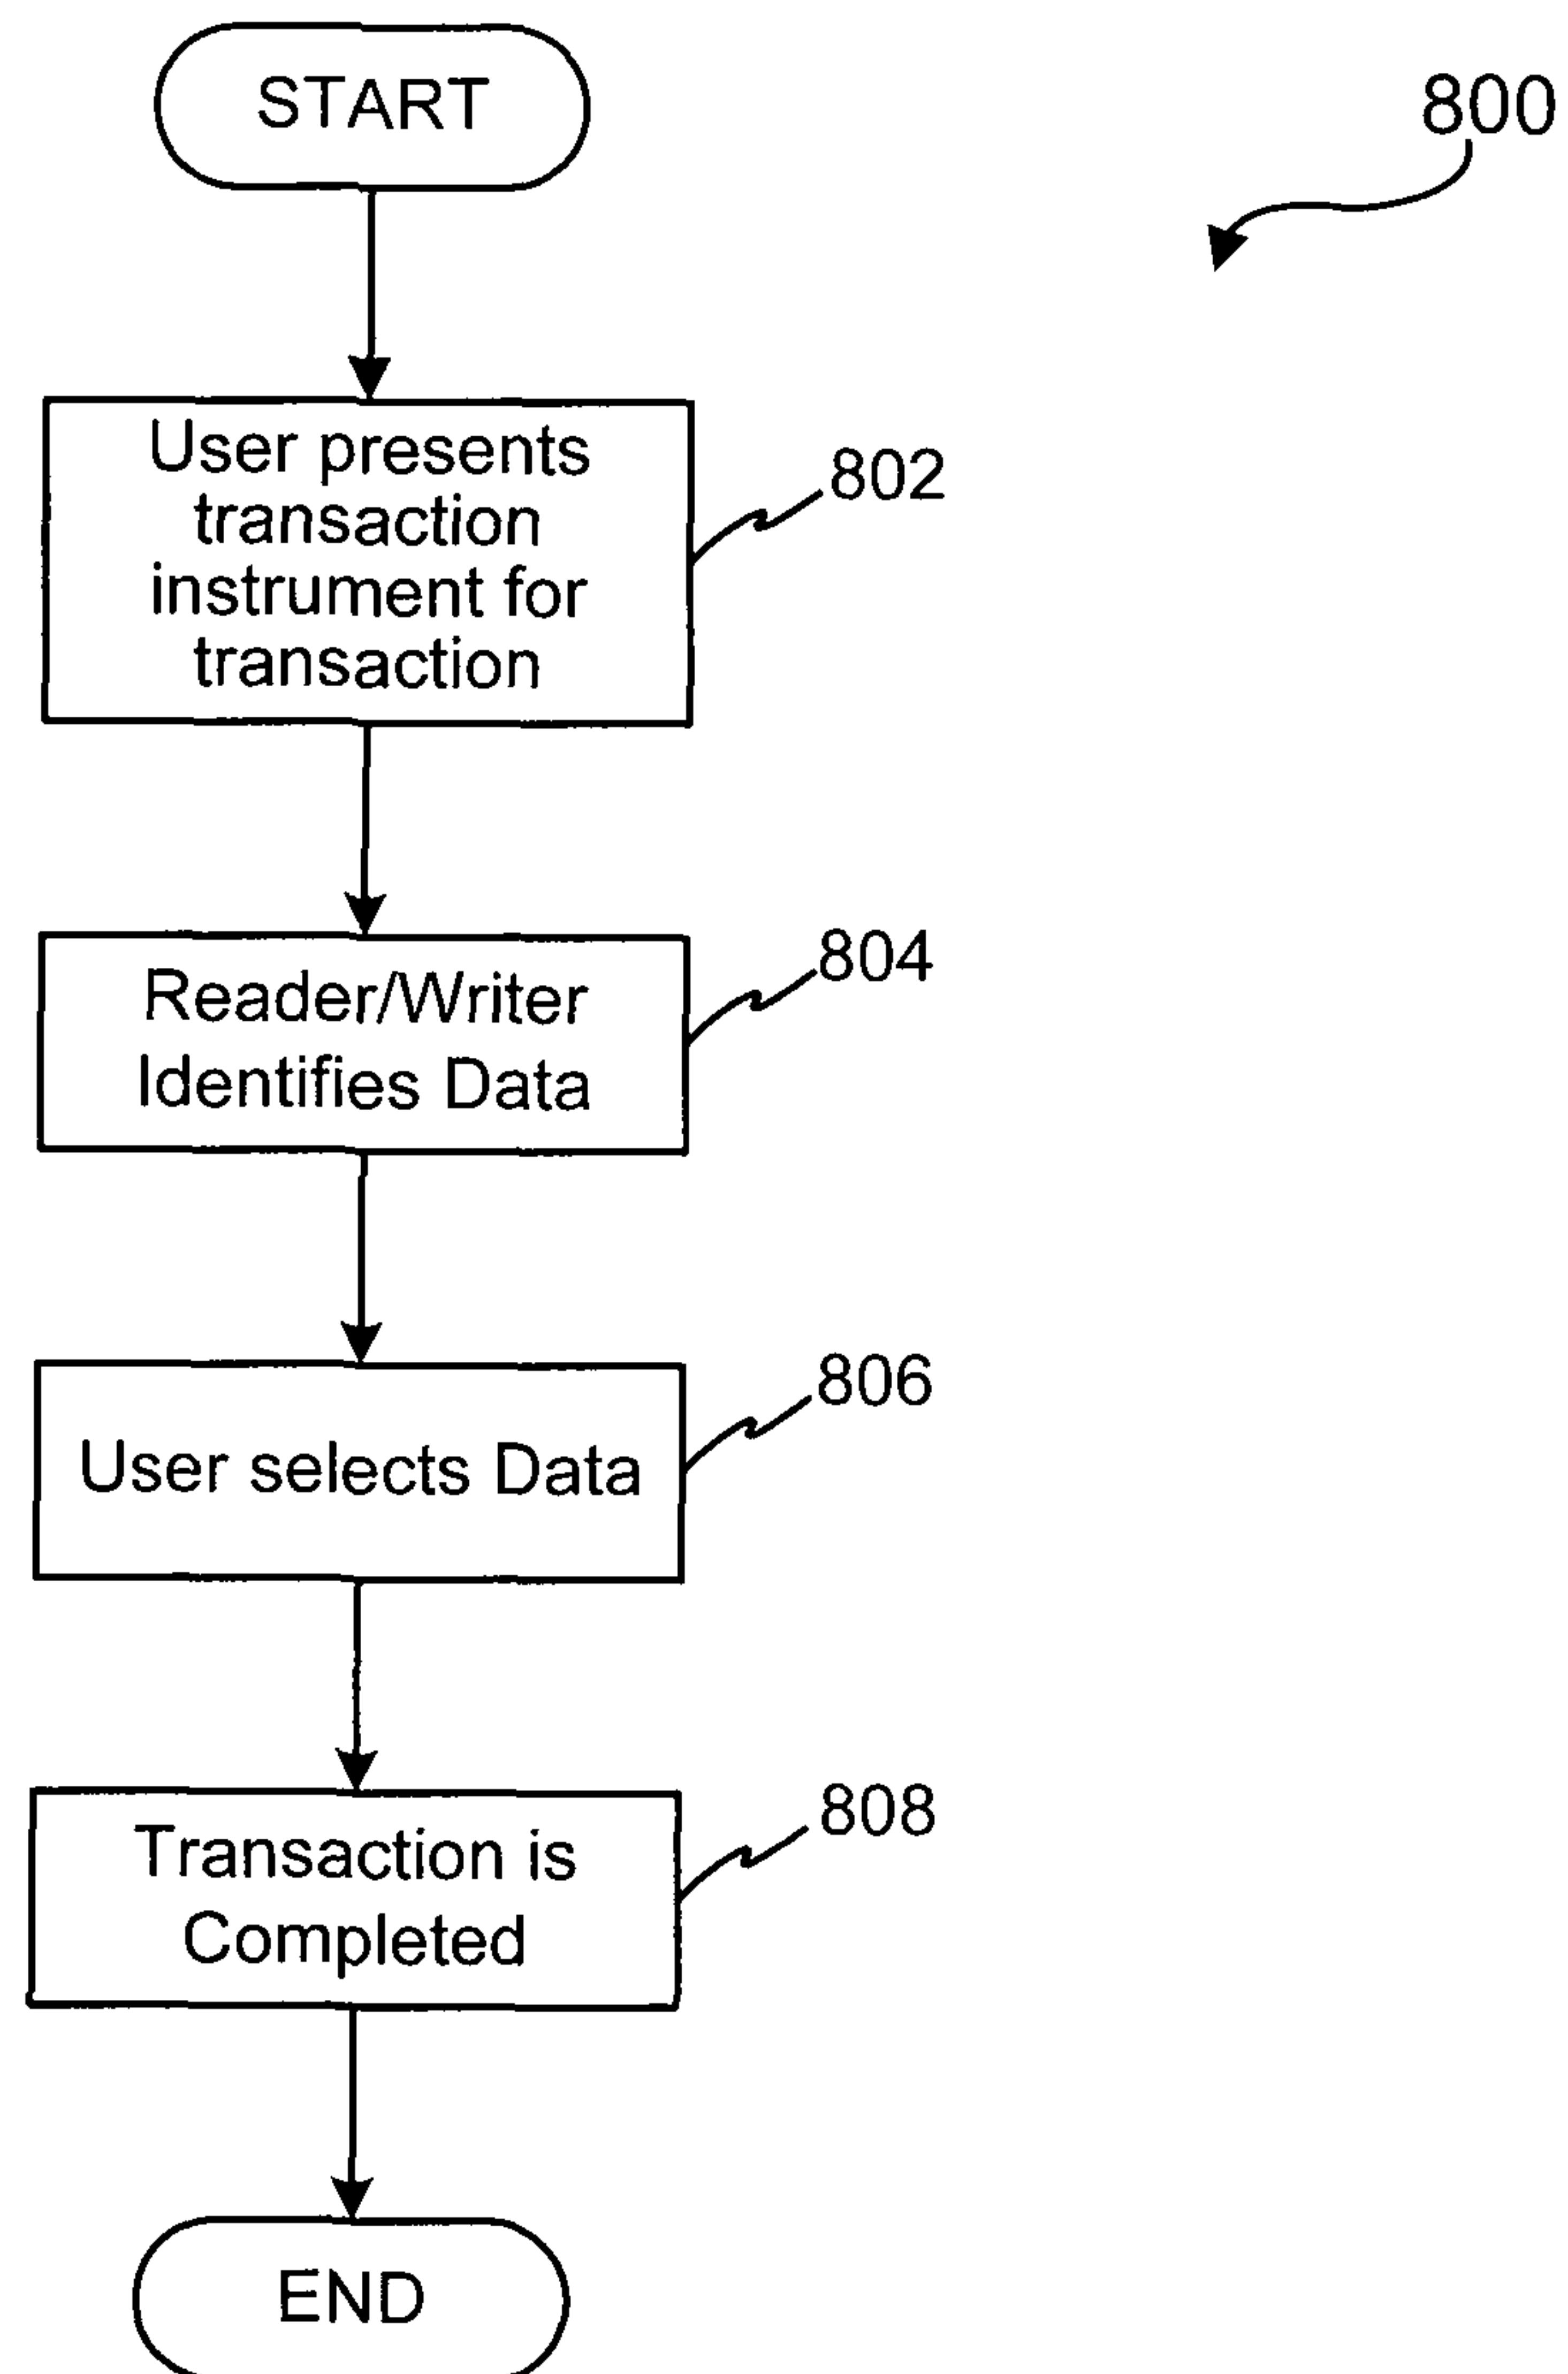 START
800
User presents
transaction
instrument for
transaction
802
Reader/Writer
Identifies Data
804
User selects Data
806
Transaction is
Completed
808
END